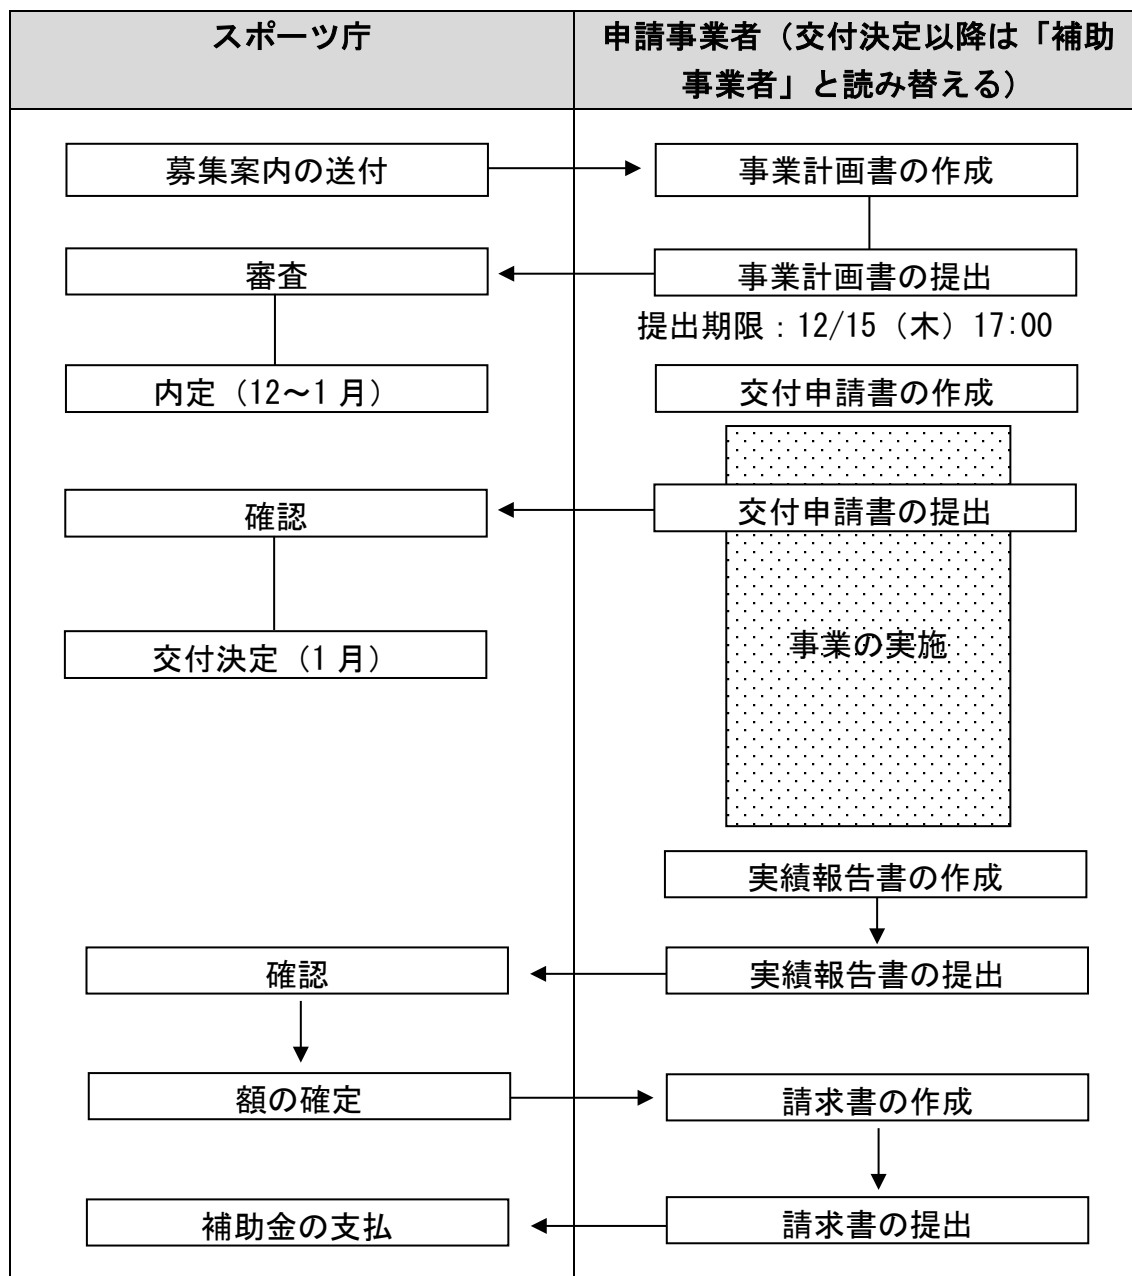 スポーツ庁
申請事業者（交付決定以降は「補助
事業者」と読み替える）
募集案内の送付
事業計画書の作成
審査
事業計画書の提出
提出期限：12/15（木）17:00
内定（12～1月）
交付申請書の作成
確認
交付申請書の提出
交付決定（1月）
事業の実施
実績報告書の作成
確認
実績報告書の提出
額の確定
請求書の作成
補助金の支払
請求書の提出